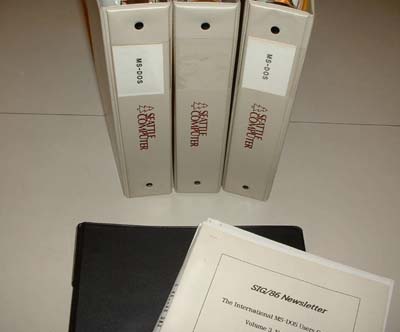 MS-DOS
SEATTLE
COMPUTER
SEATTLE
COMPUTER
MS-DOS
SEATTLE
COMPUTER
SIG/86 Newsletter
The International MS-DOS Users
Volume 3